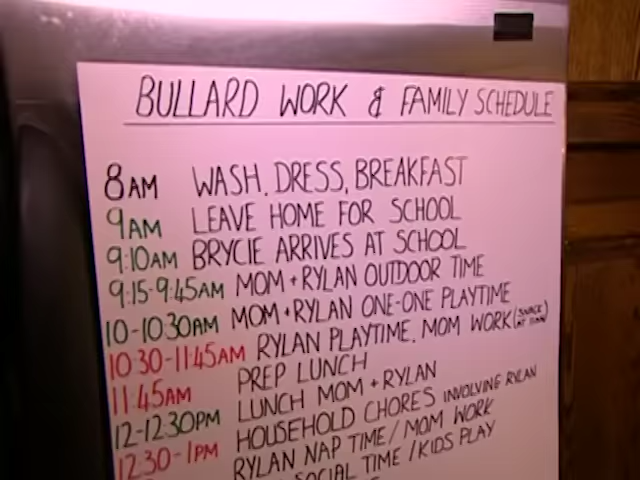 BULLARD WORK & FAMILY SCHEDULE
8AM WASH, DRESS, BREAKFAST
9AM LEAVE HOME FOR SCHOOL
9:10AM BRYCIE ARRIVES AT SCHOOL
9:15-9:45AM MOM + RYLAN OUTDOOR TIME
10-10:30AM MOM + RYLAN ONE-ONE PLAYTIME
10:30-11:45AM RYLAN PLAYTIME, MOM WORK (SNACK AT 11AM)
11:45AM PREP LUNCH
12-12:30PM LUNCH MOM + RYLAN
12:30-1PM HOUSEHOLD CHORES INVOLVING RYLAN
RYLAN NAP TIME / MOM WORK
SOCIAL TIME / KIDS PLAY